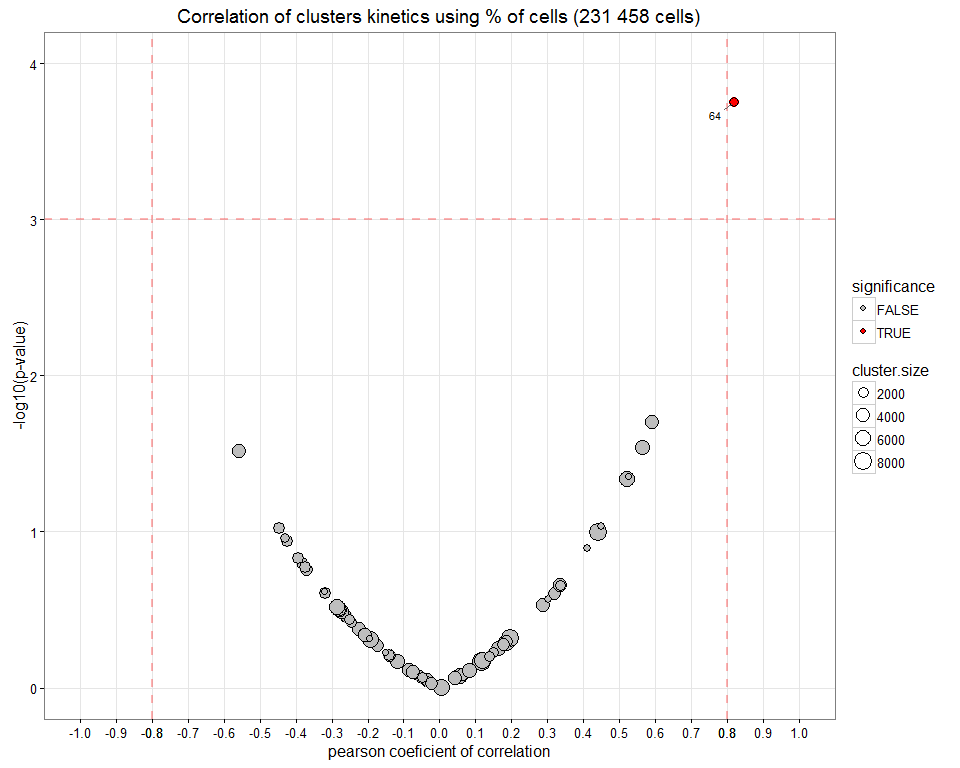 Correlation of clusters kinetics using % of cells (231 458 cells)
4
3
2
1
0
-log10(p-value)
64
-1.0 -0.9 -0.8 -0.7 -0.6 -0.5 -0.4 -0.3 -0.2 -0.1 0.0 0.1 0.2 0.3 0.4 0.5 0.6 0.7 0.8 0.9 1.0
pearson coeficient of correlation
significance
FALSE
TRUE
cluster.size
2000
4000
6000
8000